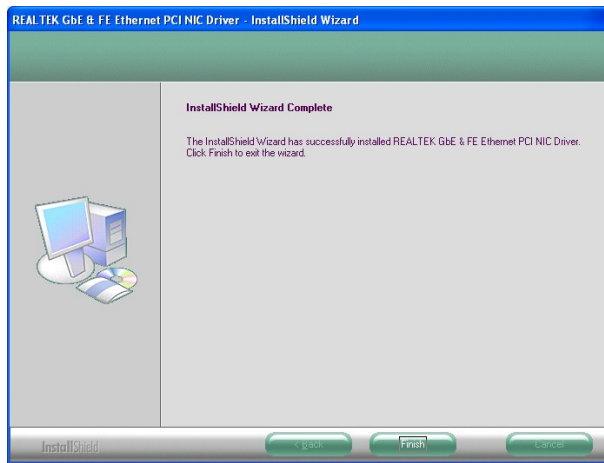 REALTEK GbE & FE Ethernet PCI NIC Driver - InstallShield Wizard
InstallShield Wizard Complete
The InstallShield Wizard has successfully installed REALTEK GbE & FE Ethernet PCI NIC Driver.
Click Finish to exit the wizard.
InstallShield
< Back
Finish
Cancel